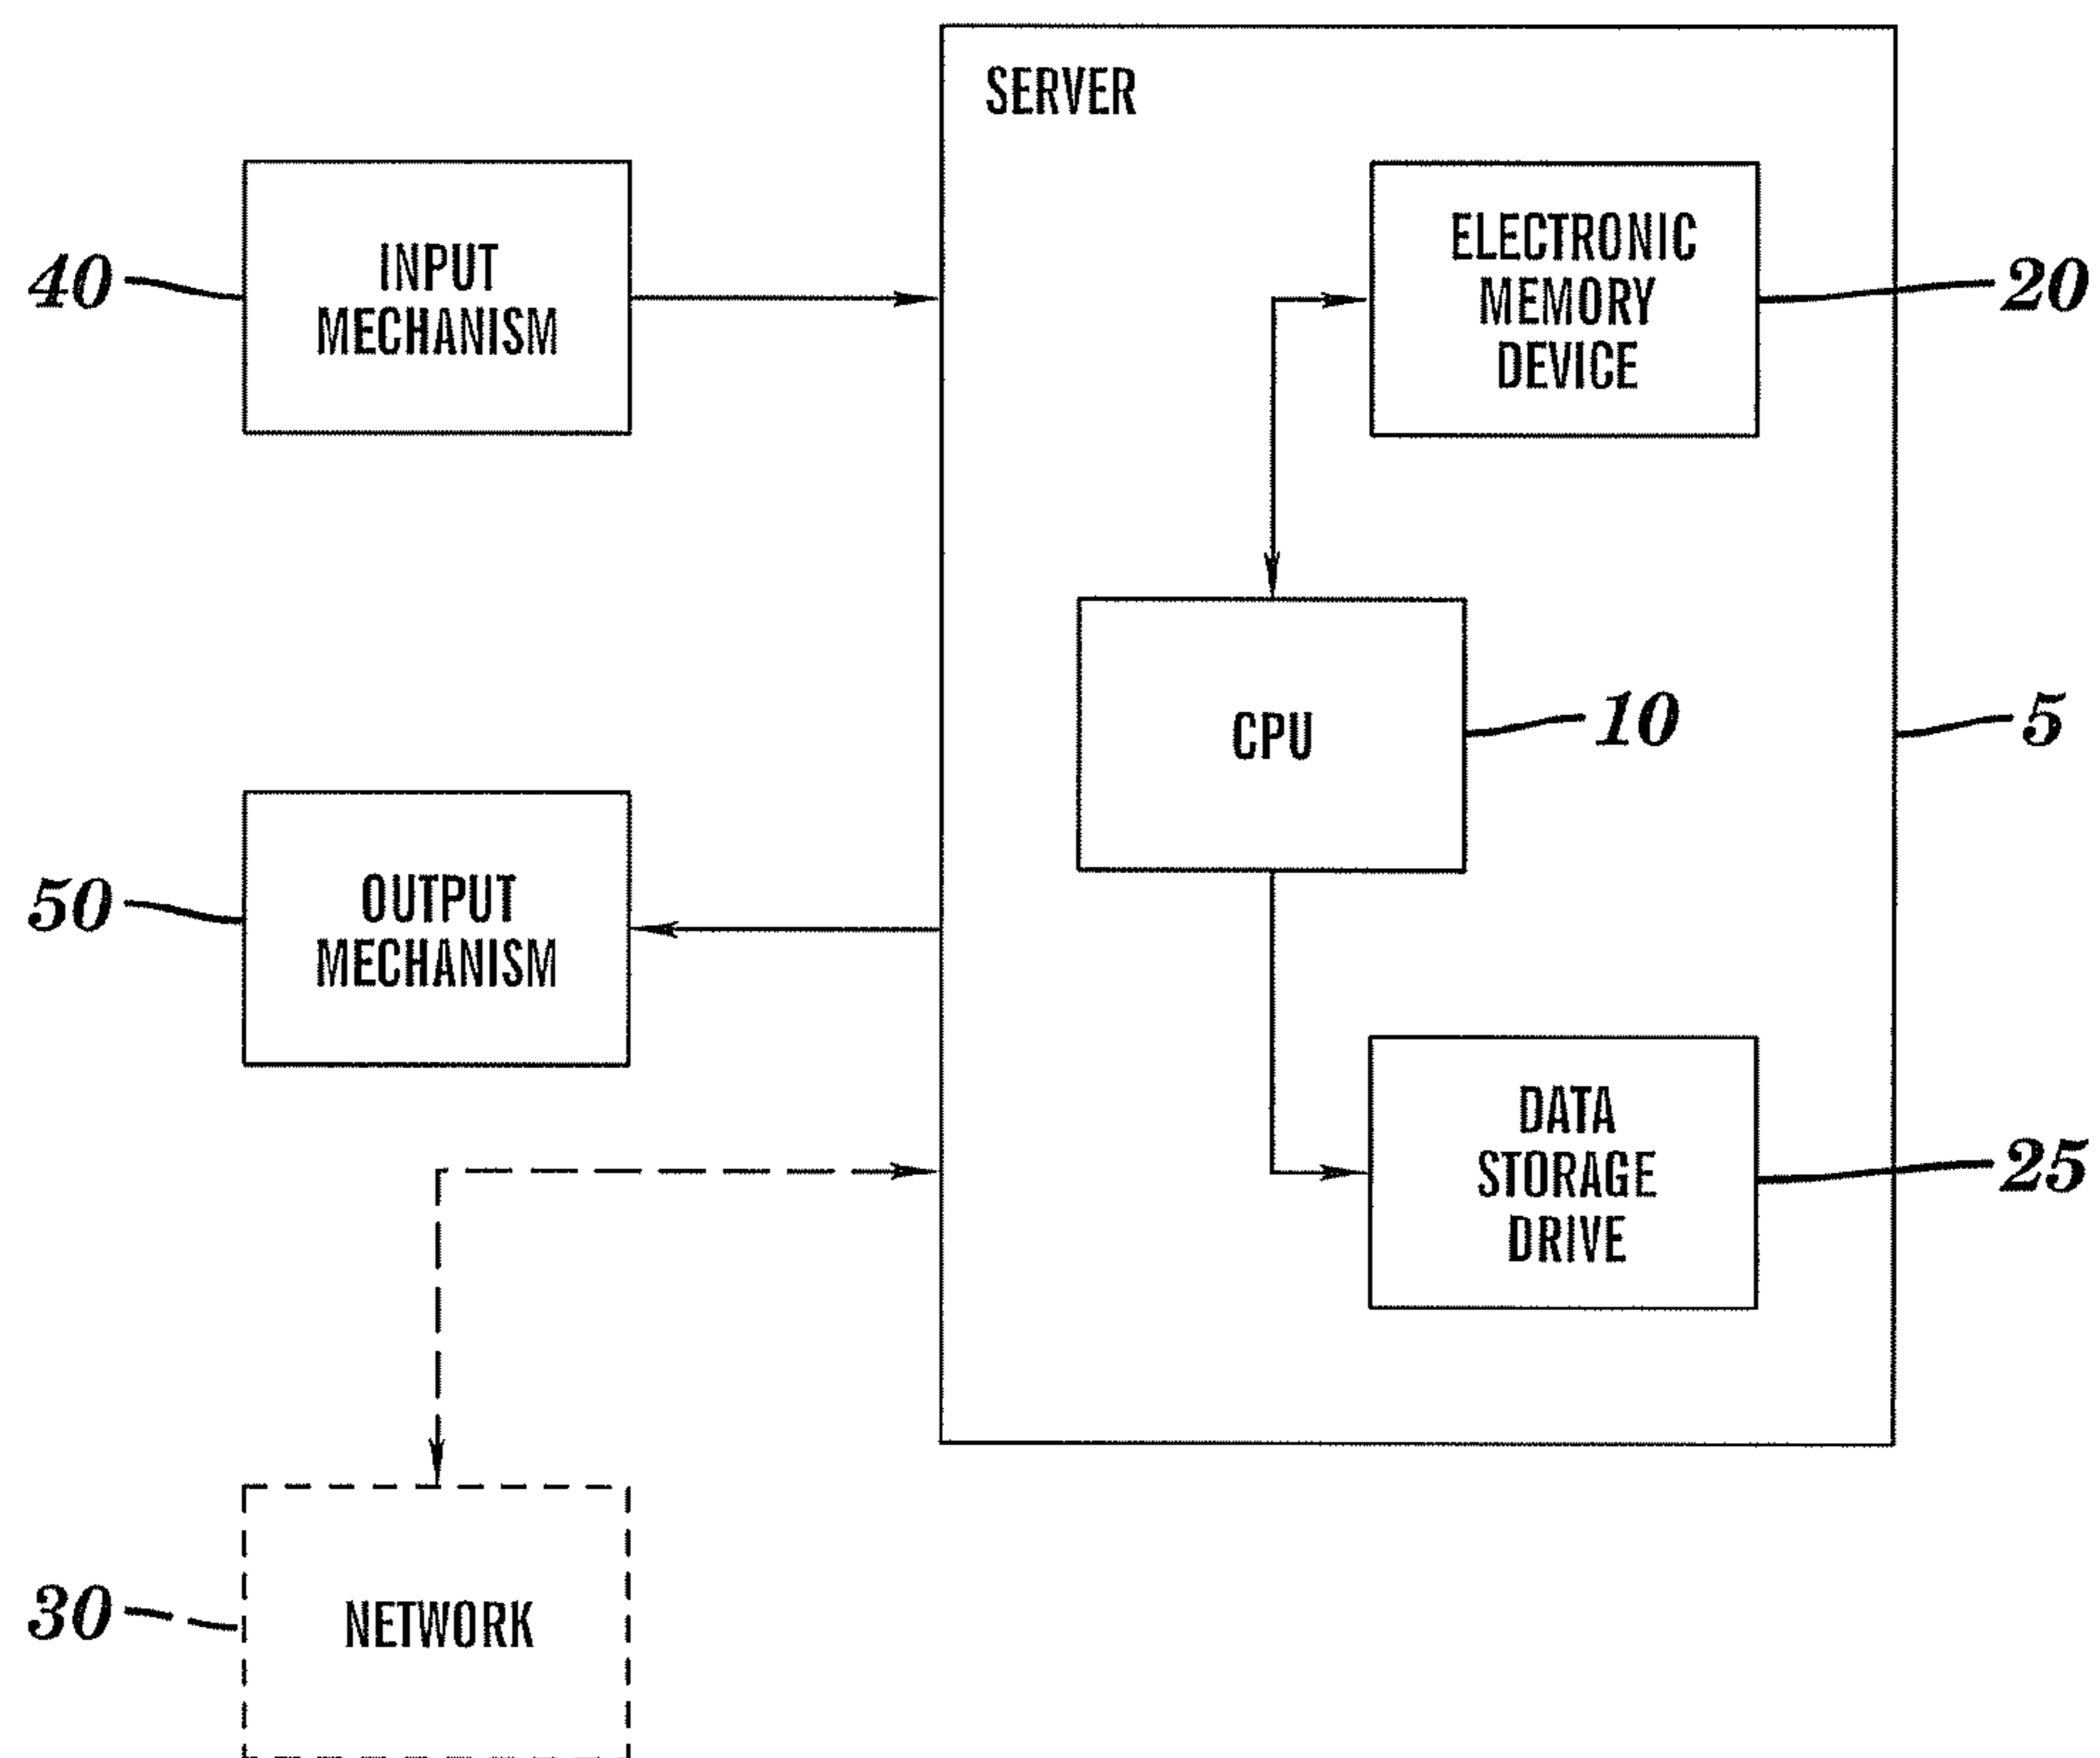 SERVER
40
INPUT
MECHANISM
ELECTRONIC
MEMORY
DEVICE
20
CPU
10
5
50
OUTPUT
MECHANISM
DATA
STORAGE
DRIVE
25
30
NETWORK